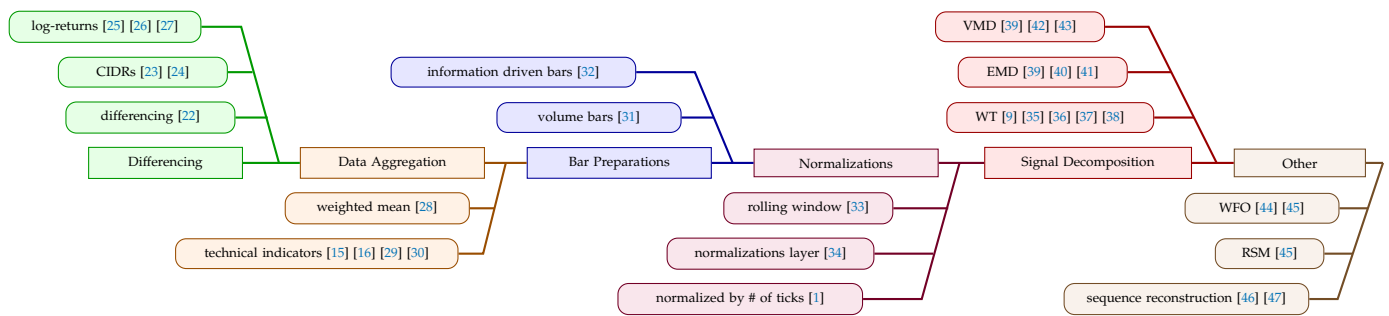 log-returns [25] [26] [27]
CIDRs [23] [24]
differencing [22]
Differencing
Data Aggregation
weighted mean [28]
technical indicators [15] [16] [29] [30]
information driven bars [32]
volume bars [31]
Bar Preparations
Normalizations
rolling window [33]
normalizations layer [34]
normalized by # of ticks [1]
VMD [39] [42] [43]
EMD [39] [40] [41]
WT [9] [35] [36] [37] [38]
Signal Decomposition
Other
WFO [44] [45]
RSM [45]
sequence reconstruction [46] [47]